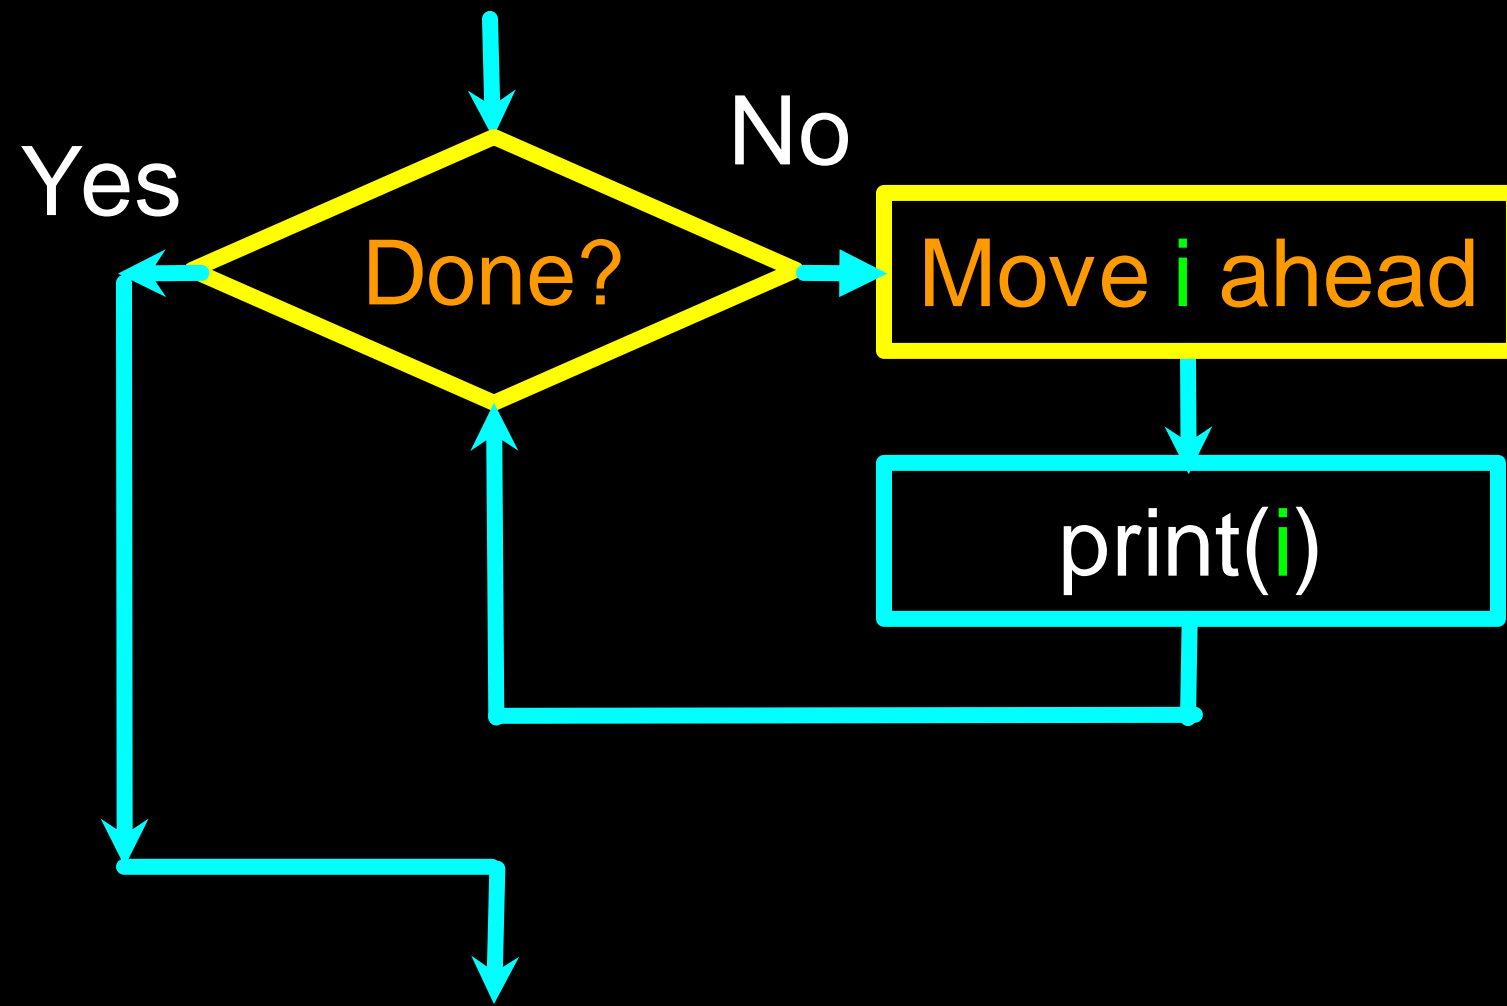 No
Yes
Done?
Move i ahead
print(i)